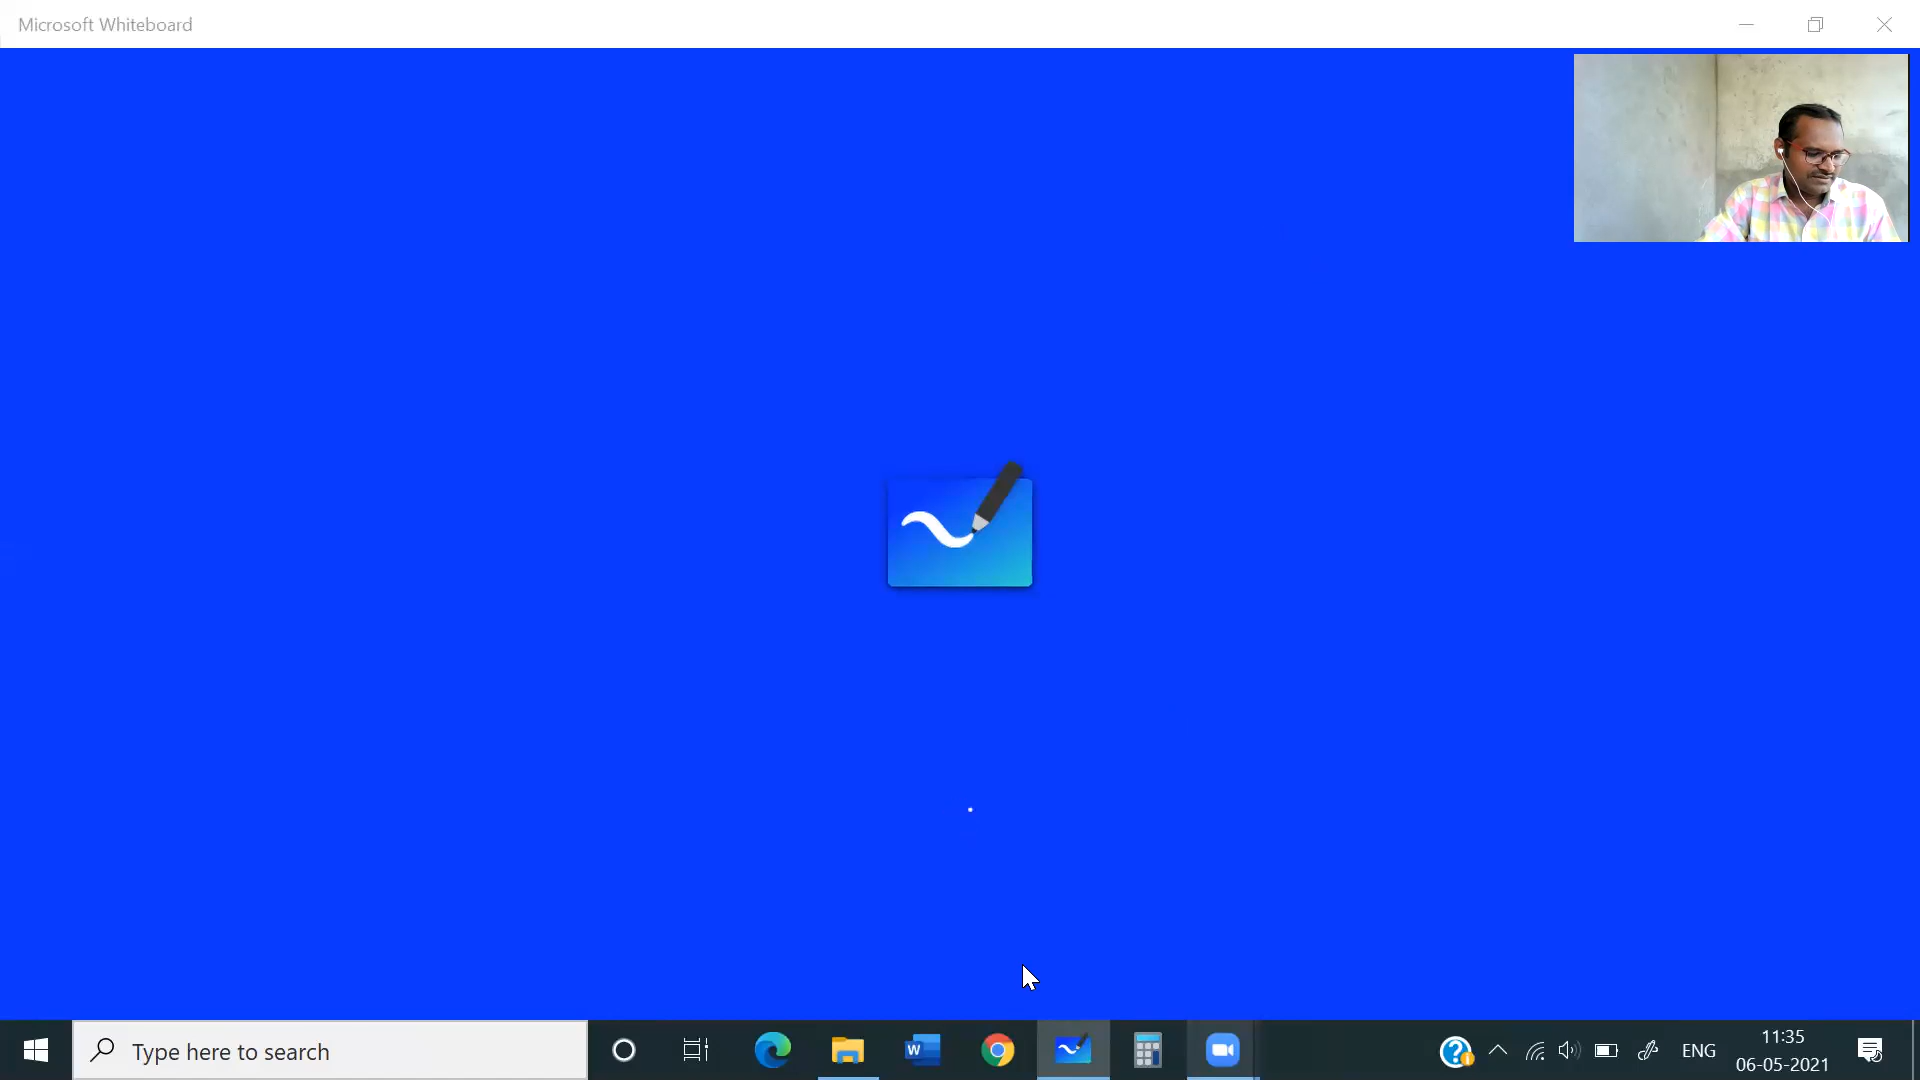 Microsoft Whiteboard
Type here to search
W
?
ENG
11:35
06-05-2021